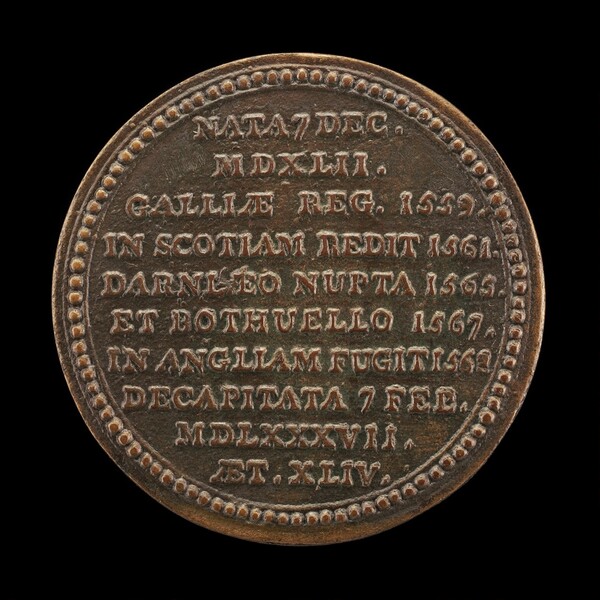 NATA 7 DEC.
MDXLII.
GALLIÆ REG. 1559.
IN SCOTIAM REDIT 1561.
DARNLEO NUPTA 1565.
ET BOTHUELLO 1567.
IN ANGLIAM FUGIT 1568
DECAPITATA 7 FEB.
MDLXXXVII.
ÆT. XLIV.